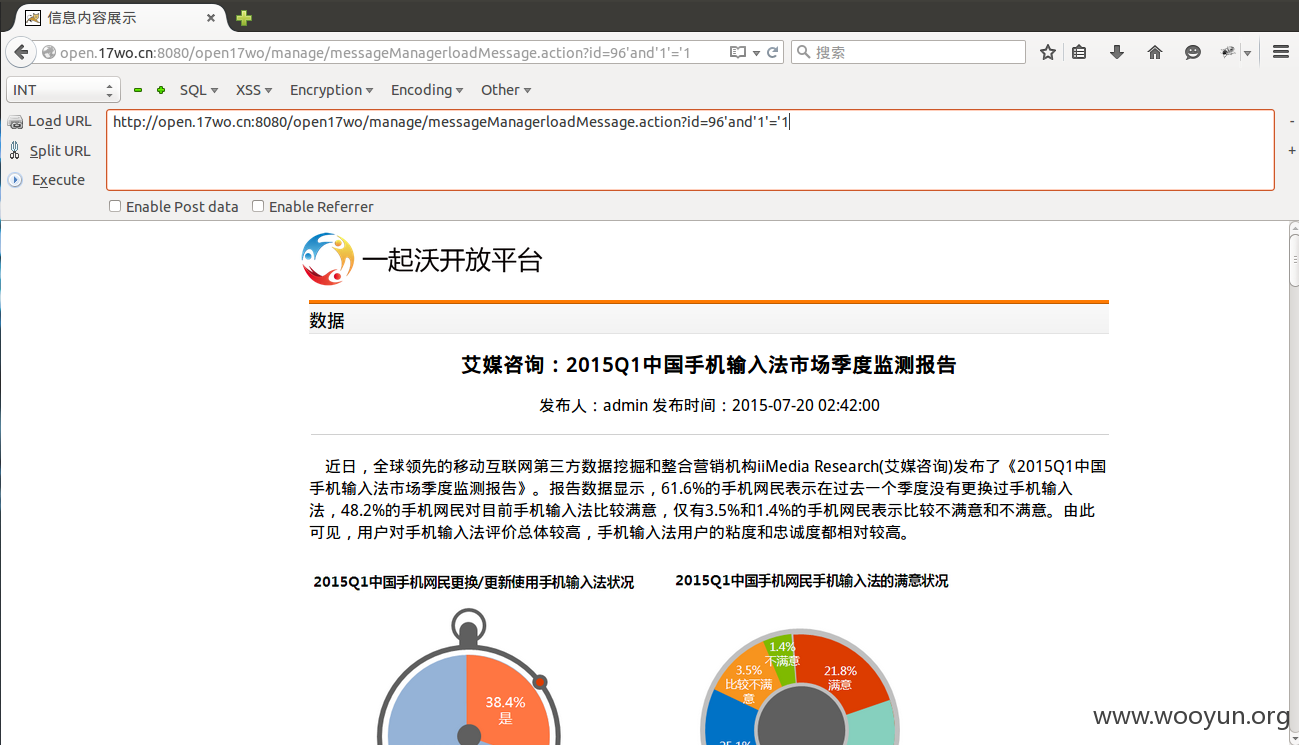 信息内容展示
open.17wo.cn:8080/open17wo/manage/messageManagerloadMessage.action?id=96'and'1'='1
搜索
INT
SQL
XSS
Encryption
Encoding
Other
Load URL
http://open.17wo.cn:8080/open17wo/manage/messageManagerloadMessage.action?id=96'and'1'='1
Split URL
Execute
Enable Post data
Enable Referrer
一起沃开放平台
数据
艾媒咨询：2015Q1中国手机输入法市场季度监测报告
发布人：admin 发布时间：2015-07-20 02:42:00
近日，全球领先的移动互联网第三方数据挖掘和整合营销机构iiMedia Research(艾媒咨询)发布了《2015Q1中国
手机输入法市场季度监测报告》。报告数据显示，61.6%的手机网民表示在过去一个季度没有更换过手机输入
法，48.2%的手机网民对目前手机输入法比较满意，仅有3.5%和1.4%的手机网民表示比较不满意和不满意。由此
可见，用户对手机输入法评价总体较高，手机输入法用户的粘度和忠诚度都相对较高。
2015Q1中国手机网民更换/更新使用手机输入法状况
2015Q1中国手机网民手机输入法的满意状况
1.4%
不满意
3.5%
比较不满
意
21.8%
满意
38.4%
是
www.wooyun.org